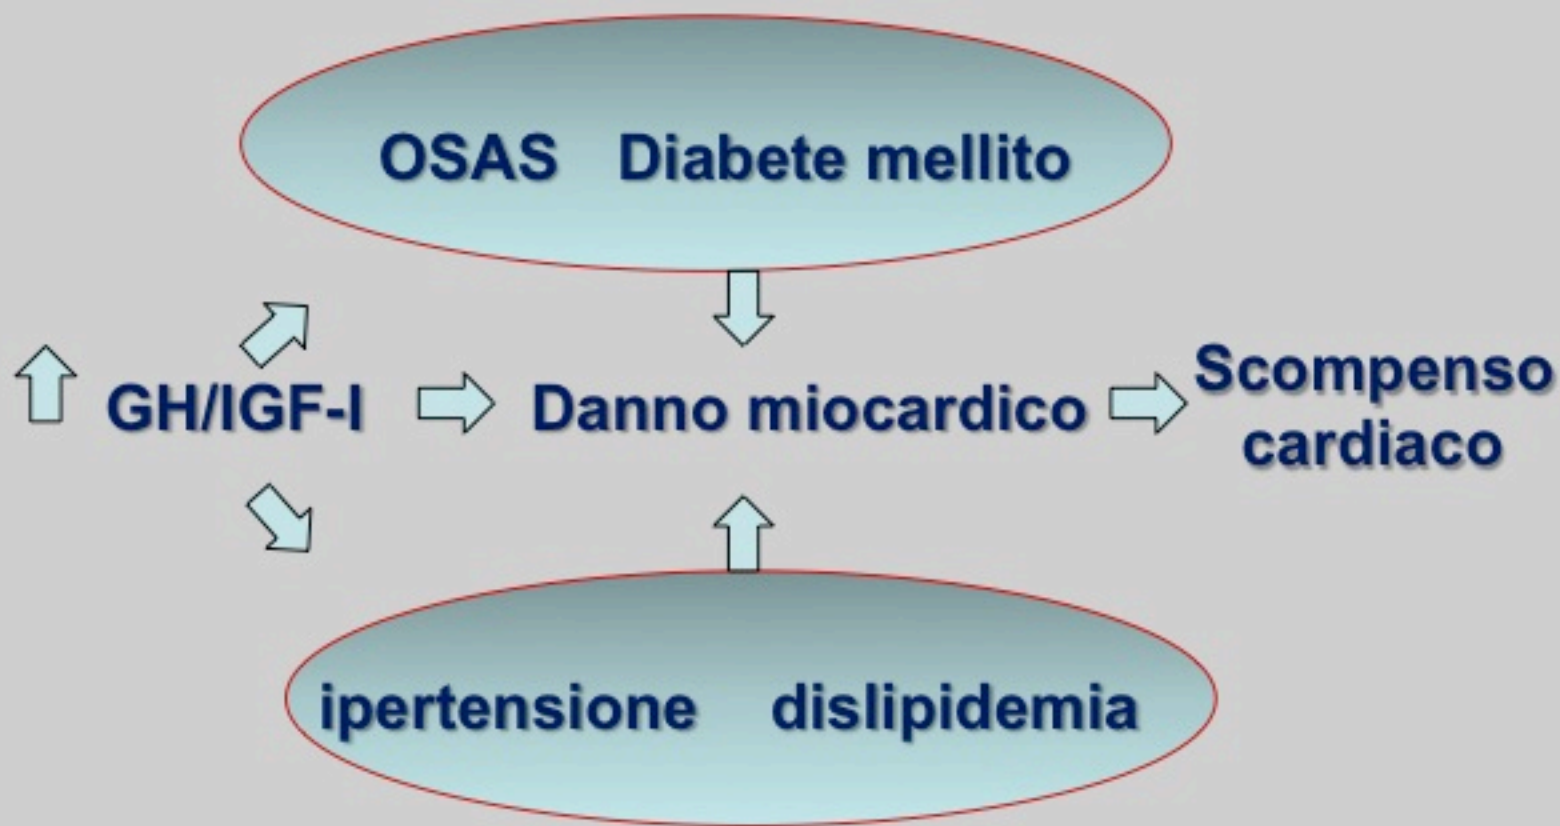 OSAS Diabete mellito
GH/IGF-I
Danno miocardico
Scompenso
cardiaco
ipertensione dislipidemia